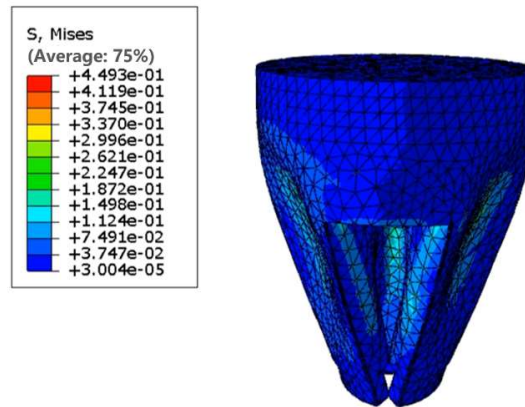 S, Mises
(Average: 75%)
+4.493e-01
+4.119e-01
+3.745e-01
+3.370e-01
+2.996e-01
+2.621e-01
+2.247e-01
+1.872e-01
+1.498e-01
+1.124e-01
+7.491e-02
+3.747e-02
+3.004e-05